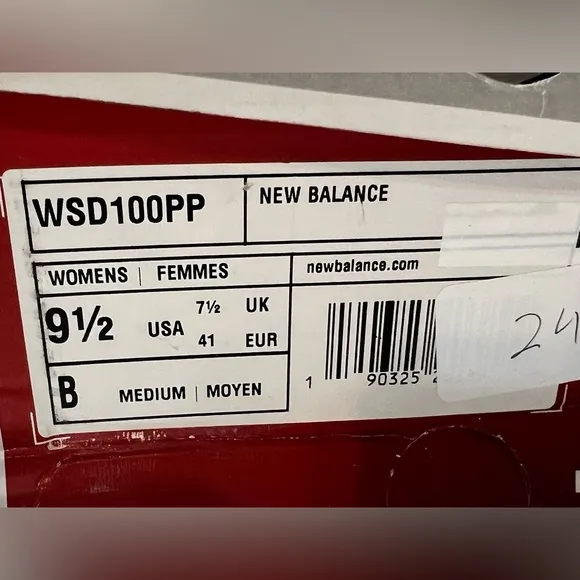 WSD100PP
NEW BALANCE
WOMENS | FEMMES
newbalance.com
9½ USA 7½ UK
41 EUR
B MEDIUM | MOYEN
1 90325
24